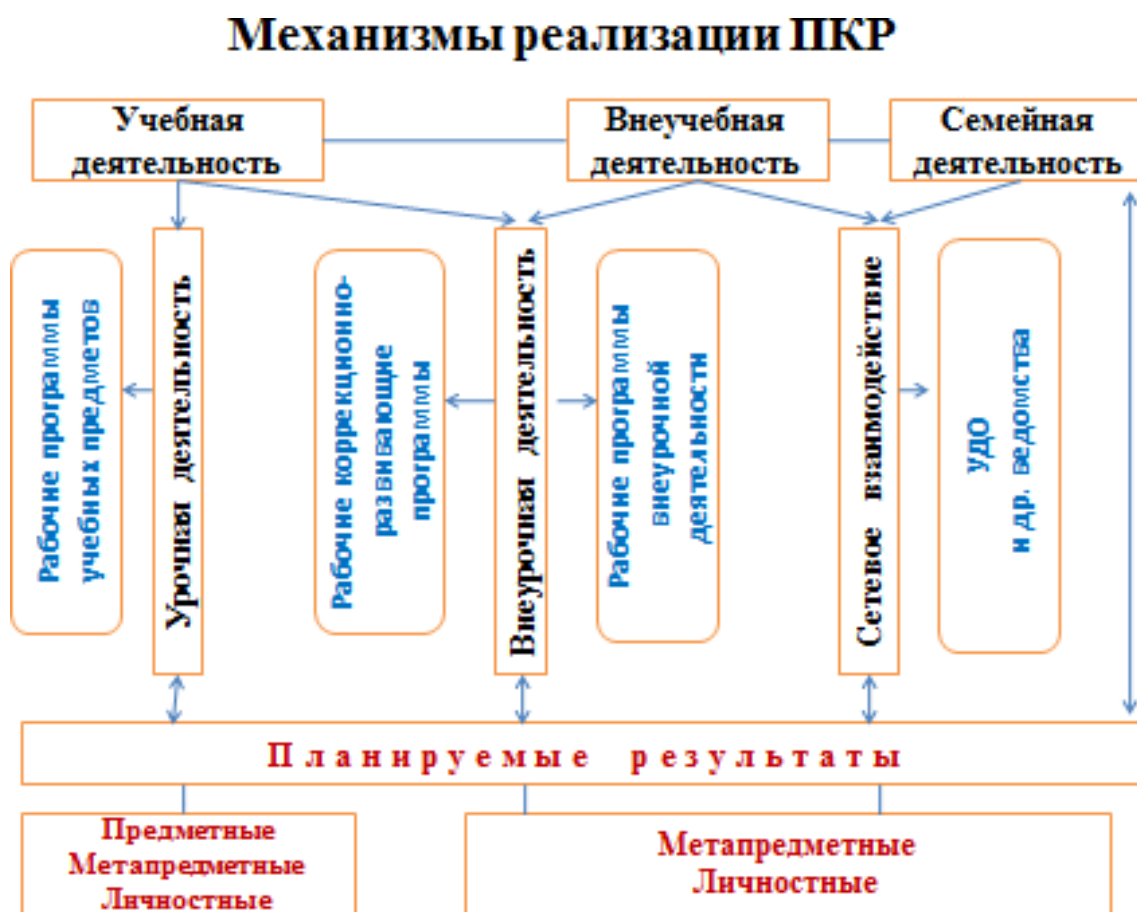 Механизмы реализации ПКР
Учебная
деятельность
Внеучебная
деятельность
Семейная
деятельность
Рабочие программы
учебных предметов
Урочная деятельность
Рабочие коррекционно-
развивающие
программы
Внеурочная деятельность
Рабочие программы
внеурочной
деятельности
Сетевое взаимодействие
УДО
и др. ведомства
Планируемые результаты
Предметные
Метапредметные
Личностные
Метапредметные
Личностные